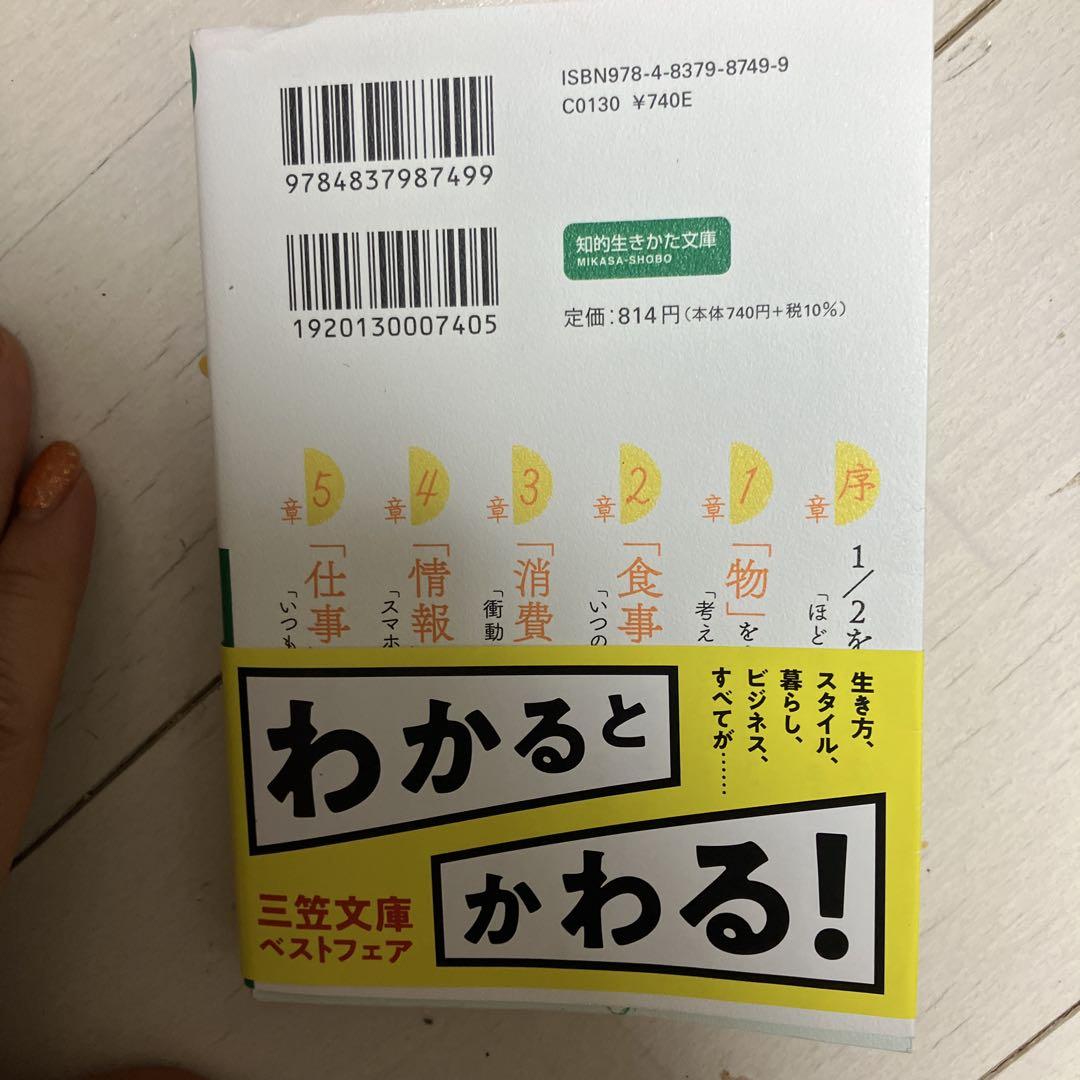 ISBN978-4-8379-8749-9
C0130 ¥740E
9784837987499
1920130007405
知的生きかた文庫
MIKASA-SHOBO
定価:814円(本体740円+税10%)
序章
1/2を
「ほど
1章
「物」を
「考え
2章
「食事
「いつの
3章
「消費
「衝動
4章
「情報
「スマホ
5章
「仕事
「いつも
生き方、
スタイル、
暮らし、
ビジネス、
すべてが……
わかると
かわる!
三笠文庫
ベストフェア